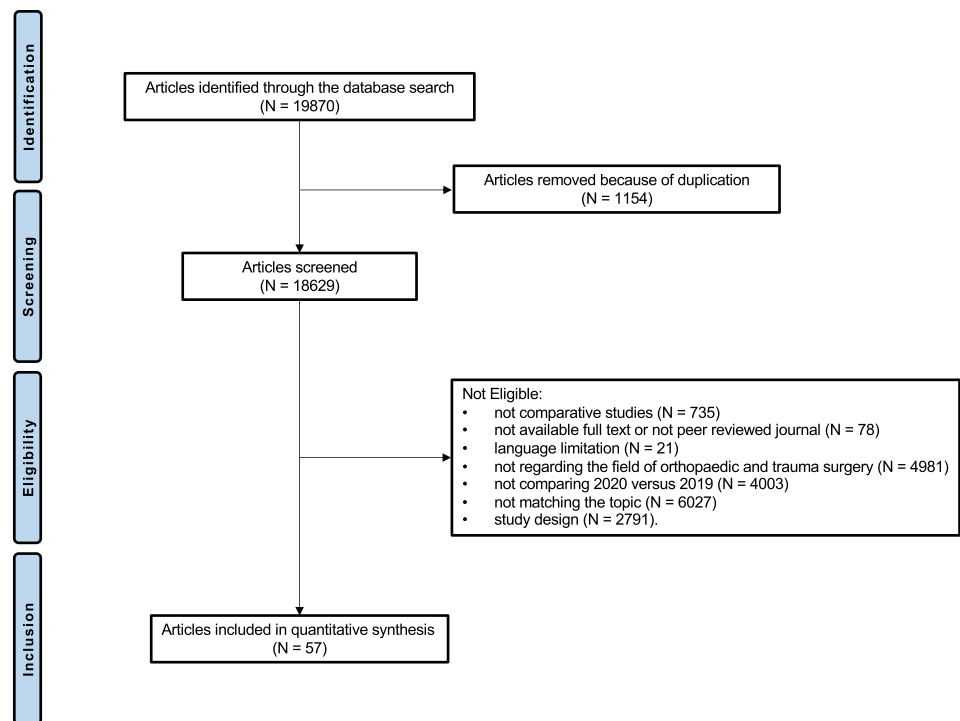 Identification
Articles identified through the database search
(N = 19870)
Articles removed because of duplication
(N = 1154)
Screening
Articles screened
(N = 18629)
Eligibility
Not Eligible:
• not comparative studies (N = 735)
• not available full text or not peer reviewed journal (N = 78)
• language limitation (N = 21)
• not regarding the field of orthopaedic and trauma surgery (N = 4981)
• not comparing 2020 versus 2019 (N = 4003)
• not matching the topic (N = 6027)
• study design (N = 2791).
Inclusion
Articles included in quantitative synthesis
(N = 57)